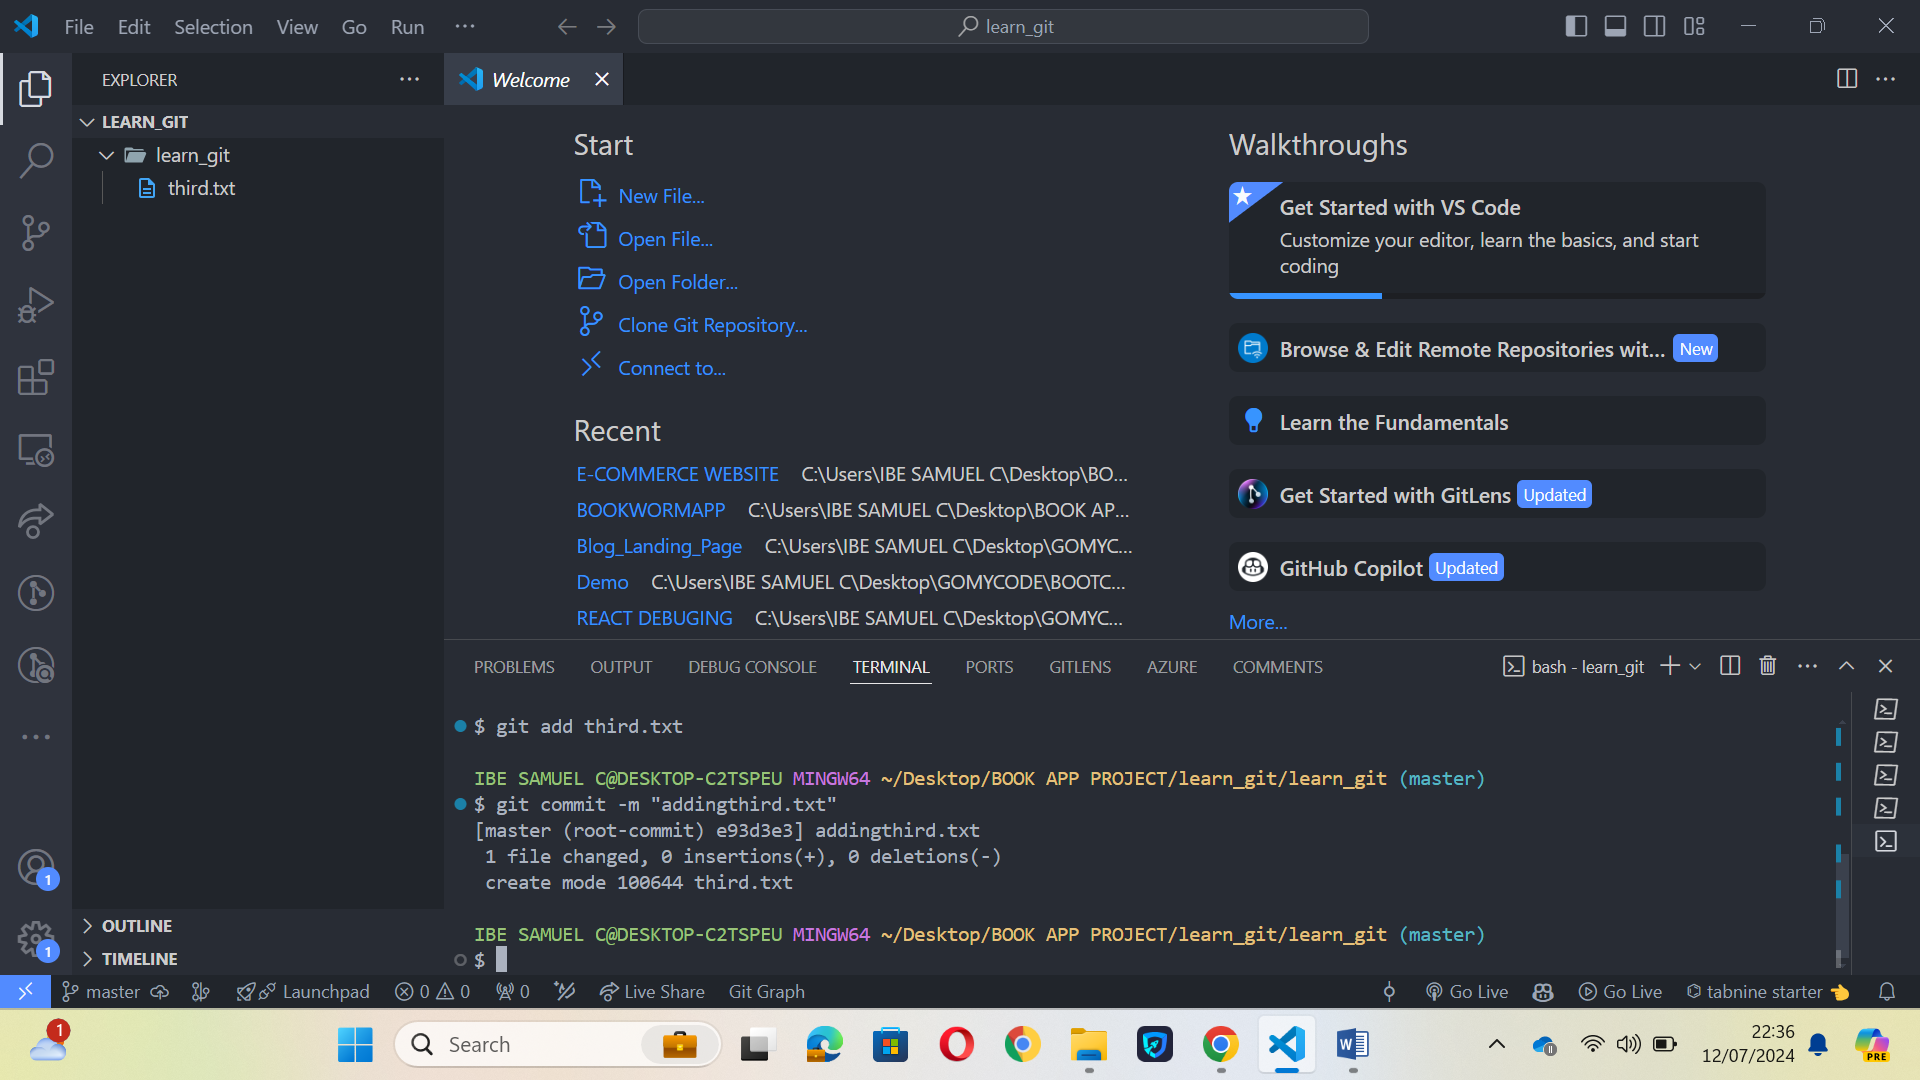 File Edit Selection View Go Run ···
learn_git
EXPLORER
Welcome
LEARN_GIT
learn_git
third.txt
Start
New File...
Open File...
Open Folder...
Clone Git Repository...
Connect to...
Recent
E-COMMERCE WEBSITE C:\Users\IBE SAMUEL C\Desktop\BO...
BOOKWORMAPP C:\Users\IBE SAMUEL C\Desktop\BOOK AP...
Blog_Landing_Page C:\Users\IBE SAMUEL C\Desktop\GOMYC...
Demo C:\Users\IBE SAMUEL C\Desktop\GOMYCODE\BOOTC...
REACT DEBUGING C:\Users\IBE SAMUEL C\Desktop\GOMYC...
Walkthroughs
Get Started with VS Code
Customize your editor, learn the basics, and start
coding
Browse & Edit Remote Repositories wit... New
Learn the Fundamentals
Get Started with GitLens Updated
GitHub Copilot Updated
More...
PROBLEMS OUTPUT DEBUG CONSOLE TERMINAL PORTS GITLENS AZURE COMMENTS
bash - learn_git
$ git add third.txt
IBE SAMUEL C@DESKTOP-C2TSPEU MINGW64 ~/Desktop/BOOK APP PROJECT/learn_git/learn_git (master)
$ git commit -m "addingthird.txt"
[master (root-commit) e93d3e3] addingthird.txt
1 file changed, 0 insertions(+), 0 deletions(-)
create mode 100644 third.txt
IBE SAMUEL C@DESKTOP-C2TSPEU MINGW64 ~/Desktop/BOOK APP PROJECT/learn_git/learn_git (master)
$
1
1
OUTLINE
TIMELINE
master Launchpad 0 0 0 Live Share Git Graph
Go Live Go Live tabnine starter
1
Search
22:36
12/07/2024
PRE